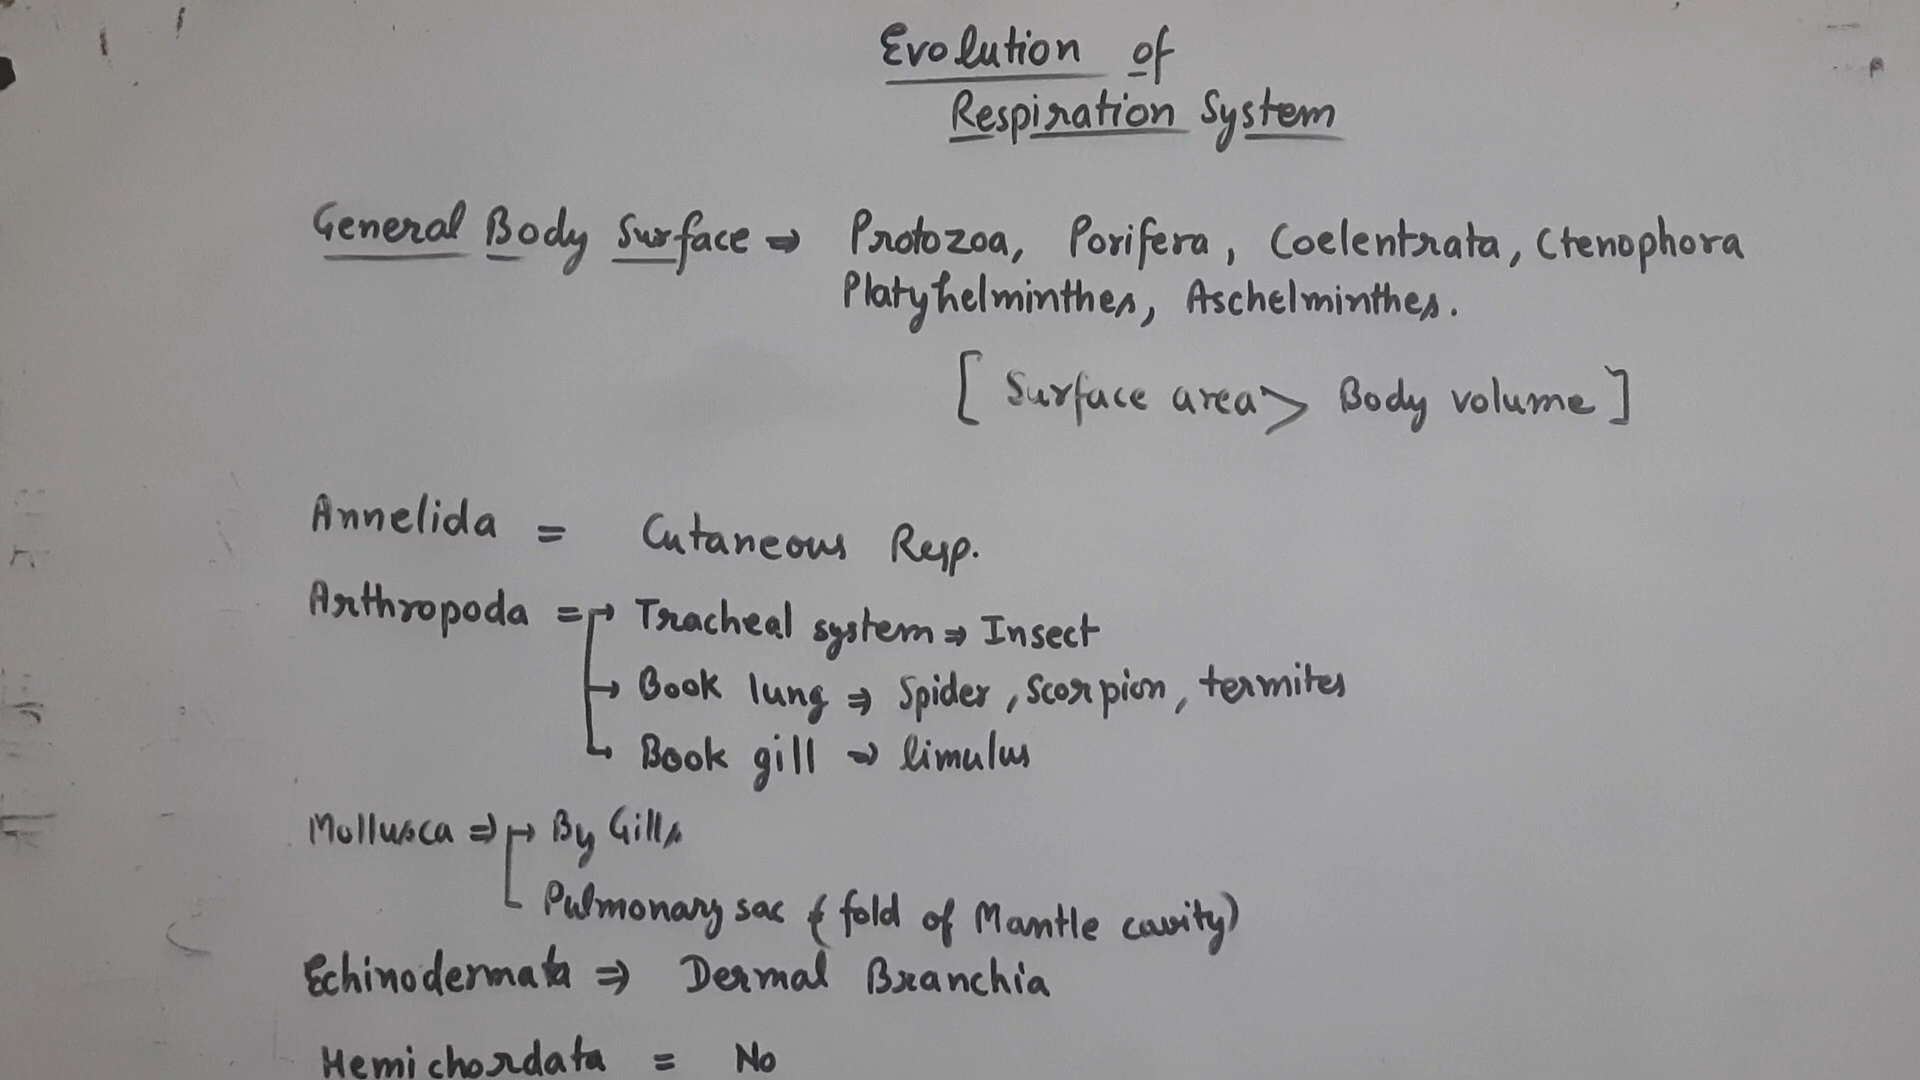 Evolution of
Respiration System
General Body Surface ⇒ Protozoa, Porifera, Coelentrata, Ctenophora
Platyhelminthes, Aschelminthes.
[ Surface area > Body volume ]
Annelida = Cutaneous Resp.
Arthropoda = → Tracheal system ⇒ Insect
→ Book lung ⇒ Spider, Scorpion, termites
→ Book gill ⇒ limulus
Mollusca ⇒ → By Gills
Pulmonary sac ( fold of Mantle cavity)
Echinodermata ⇒ Dermal Branchia
Hemichordata = No